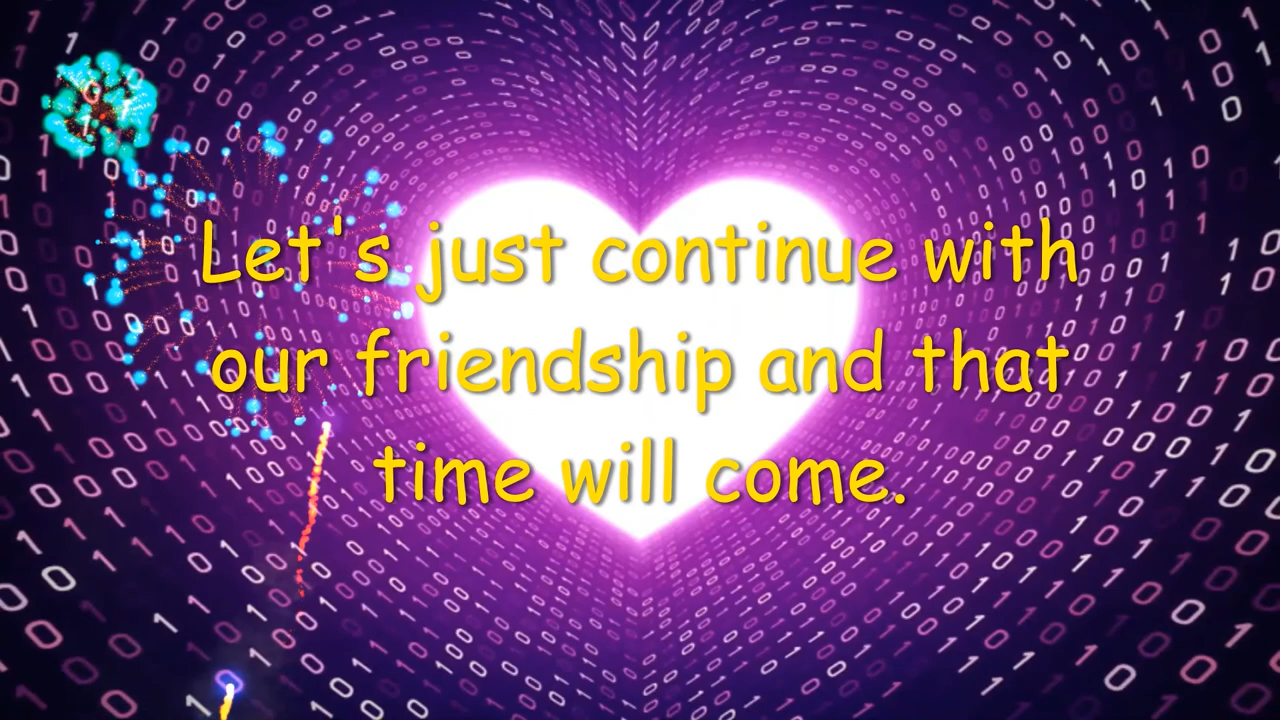 Let's just continue with
our friendship and that
time will come.